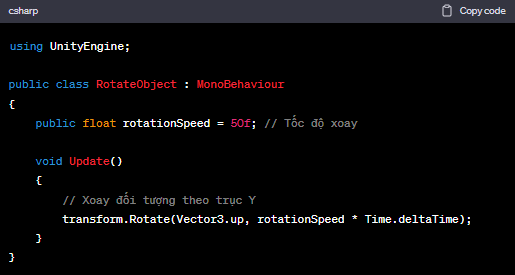 csharp Copy code
using UnityEngine;
public class RotateObject : MonoBehaviour
{
public float rotationSpeed = 50f; // Tốc độ xoay
void Update()
{
// Xoay đối tượng theo trục Y
transform.Rotate(Vector3.up, rotationSpeed * Time.deltaTime);
}
}